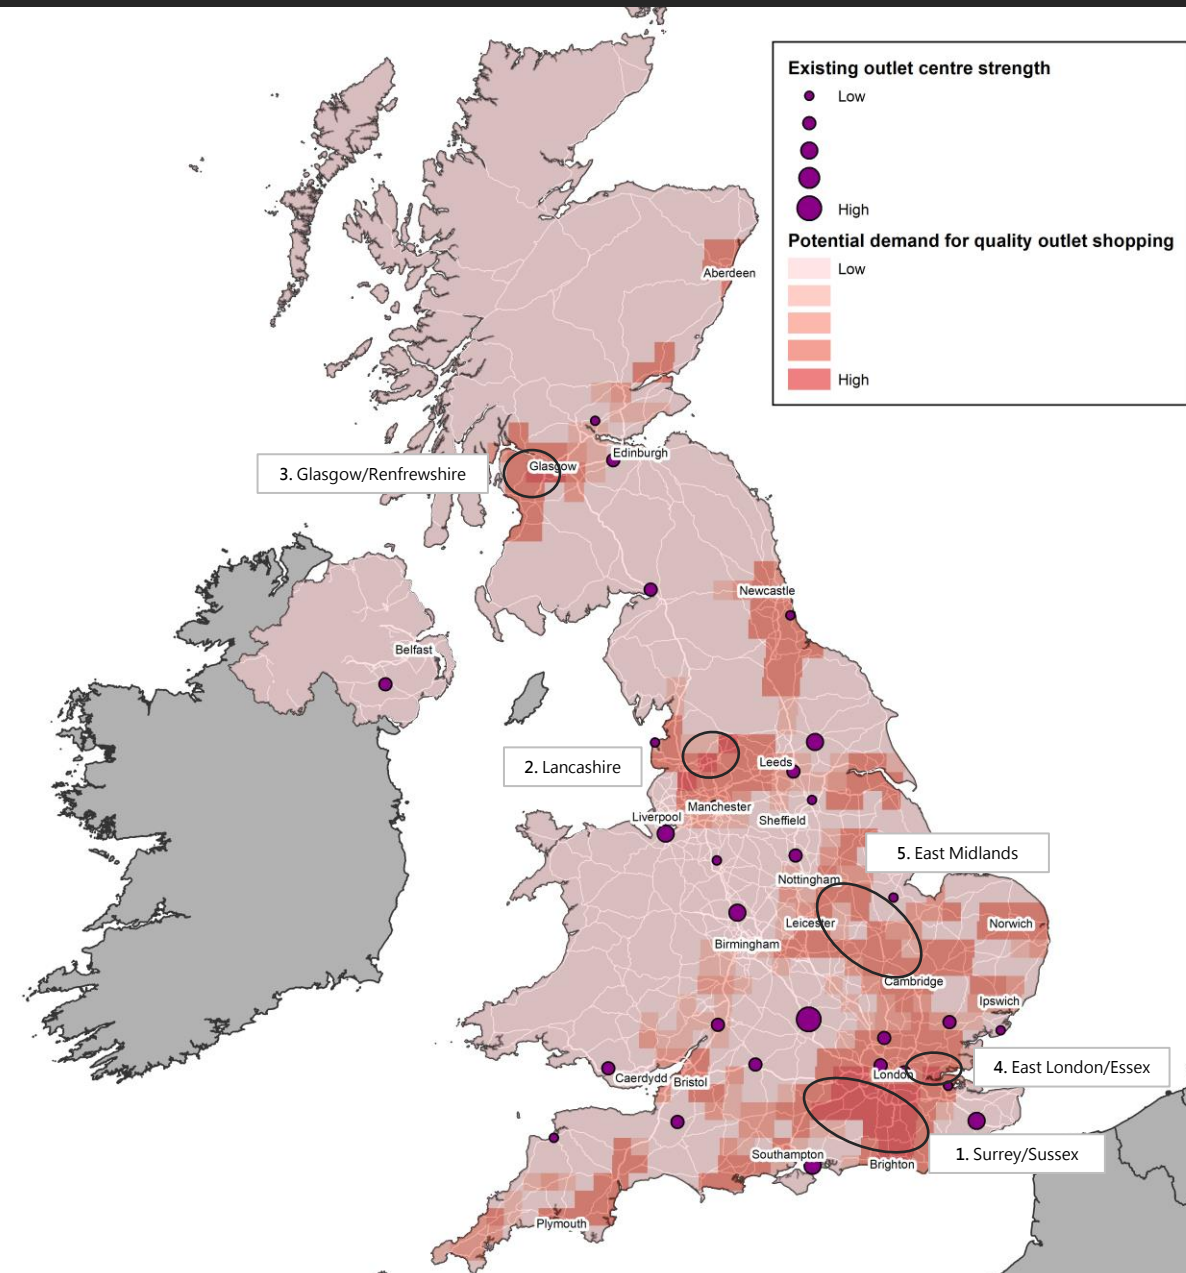 Existing outlet centre strength
Low
High
Potential demand for quality outlet shopping
Low
High
Aberdeen
Edinburgh
Glasgow
3. Glasgow/Renfrewshire
Newcastle
Belfast
2. Lancashire
Leeds
Manchester
Liverpool
Sheffield
5. East Midlands
Nottingham
Leicester
Norwich
Birmingham
Cambridge
Ipswich
4. East London/Essex
London
Caerdydd
Bristol
1. Surrey/Sussex
Southampton
Brighton
Plymouth